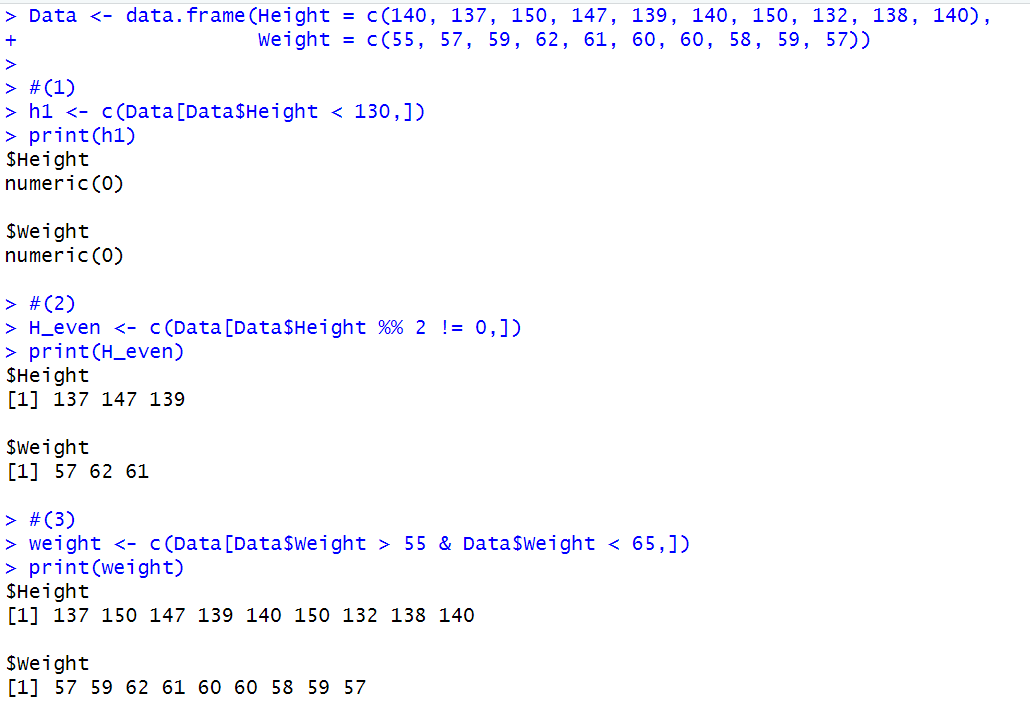 > Data <- data.frame(Height = c(140, 137, 150, 147, 139, 140, 150, 132, 138, 140),
+                    Weight = c(55, 57, 59, 62, 61, 60, 60, 58, 59, 57))
>
> #(1)
> h1 <- c(Data[Data$Height < 130,])
> print(h1)
$Height
numeric(0)

$Weight
numeric(0)

> #(2)
> H_even <- c(Data[Data$Height %% 2 != 0,])
> print(H_even)
$Height
[1] 137 147 139

$Weight
[1] 57 62 61

> #(3)
> weight <- c(Data[Data$Weight > 55 & Data$Weight < 65,])
> print(weight)
$Height
[1] 137 150 147 139 140 150 132 138 140

$Weight
[1] 57 59 62 61 60 60 58 59 57